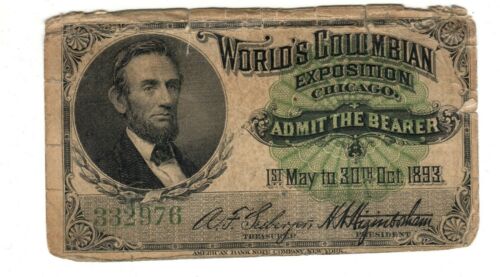 WORLD'S COLUMBIAN
EXPOSITION
CHICAGO,
ADMIT THE BEARER
1ST May to 30TH Oct. 1893.
332976
TREASURER PRESIDENT
AMERICAN BANK NOTE COMPANY, NEW YORK.